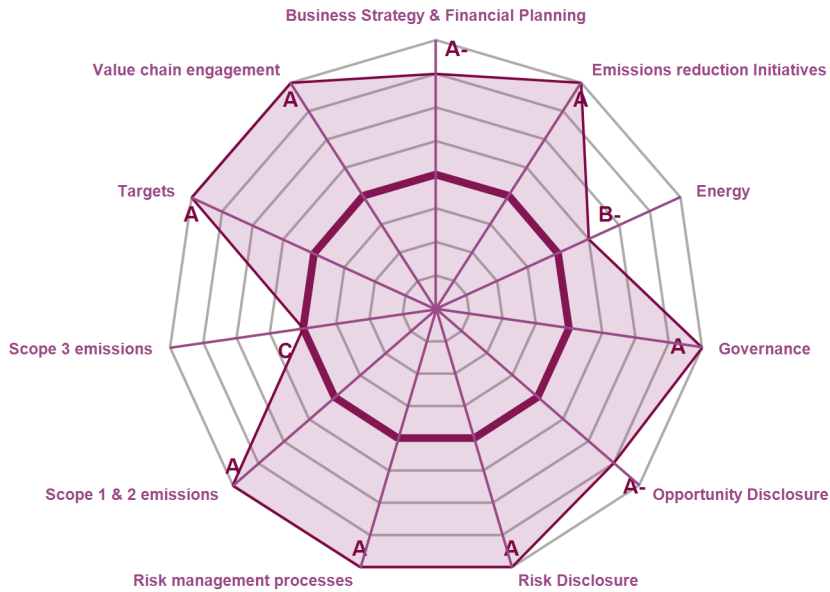 Business Strategy & Financial Planning
A-
Value chain engagement
Emissions reduction Initiatives
A
A
Targets
Energy
A
B-
Scope 3 emissions
C
A
Governance
A
Scope 1 & 2 emissions
A-
Opportunity Disclosure
A
A
Risk management processes
Risk Disclosure